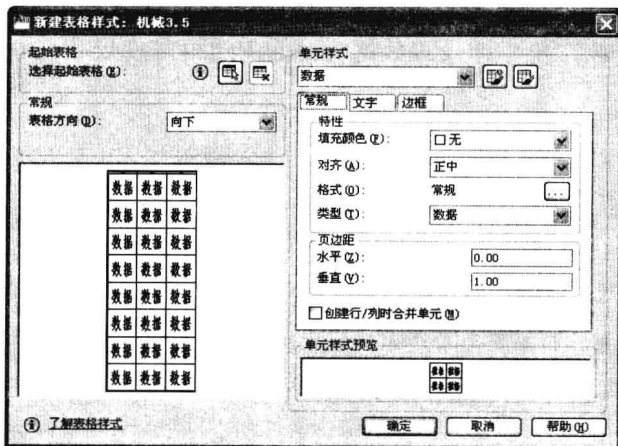 新建表格样式: 机械3.5
起始表格
选择起始表格(E):
常规
表格方向(D): 向下
数据 数据 数据
数据 数据 数据
数据 数据 数据
数据 数据 数据
数据 数据 数据
数据 数据 数据
数据 数据 数据
数据 数据 数据
了解表格样式
单元样式
数据
常规 文字 边框
特性
填充颜色(F): 无
对齐(A): 正中
格式(O): 常规 ...
类型(T): 数据
页边距
水平(Z): 0.00
垂直(V): 1.00
创建行/列时合并单元(M)
单元样式预览
确定 取消 帮助(H)